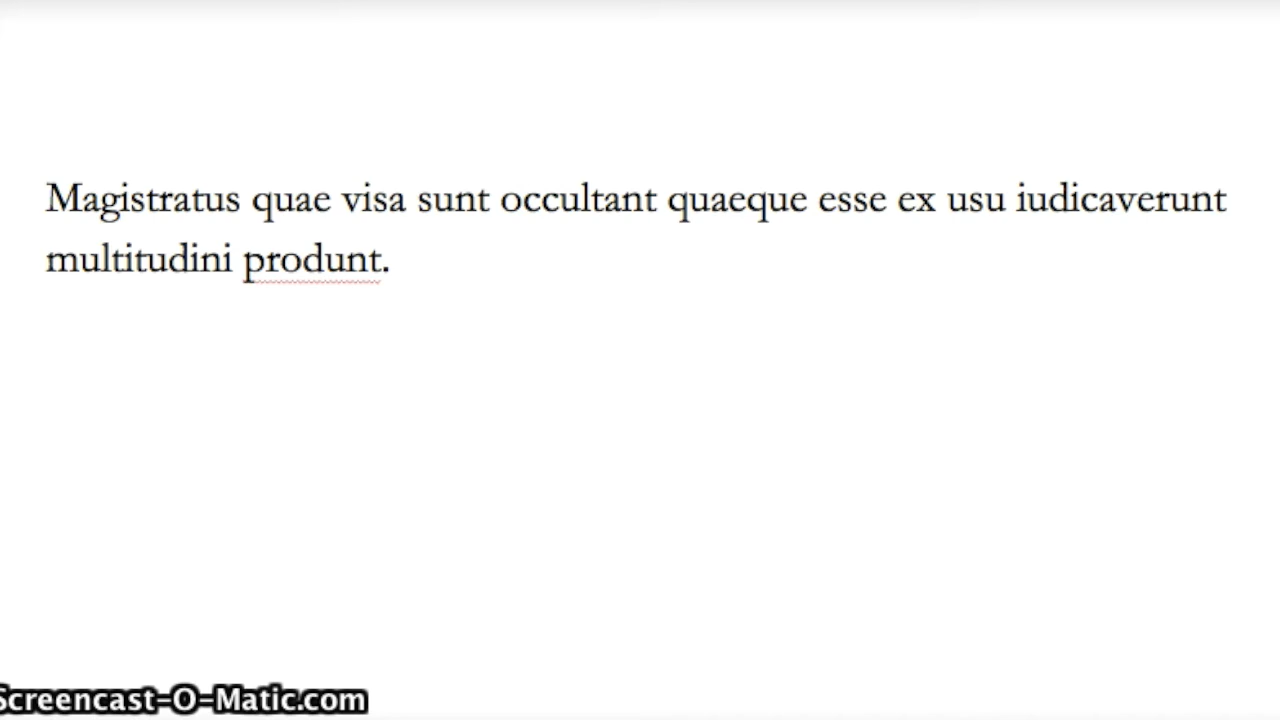 Magistratus quae visa sunt occultant quaeque esse ex usu iudicaverunt
multitudini produnt.
Screencast-O-Matic.com